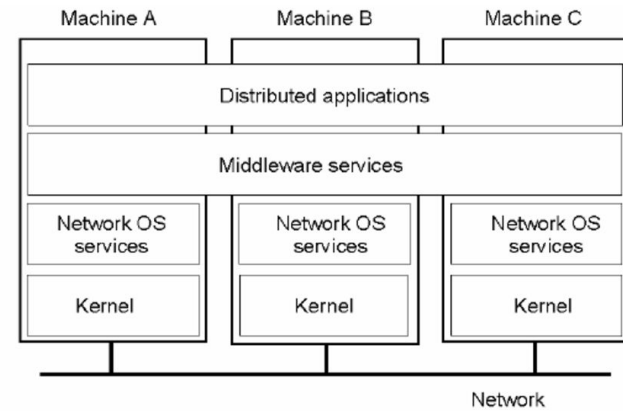 Machine A
Machine B
Machine C
Distributed applications
Middleware services
Network OS
services
Network OS
services
Network OS
services
Kernel
Kernel
Kernel
Network